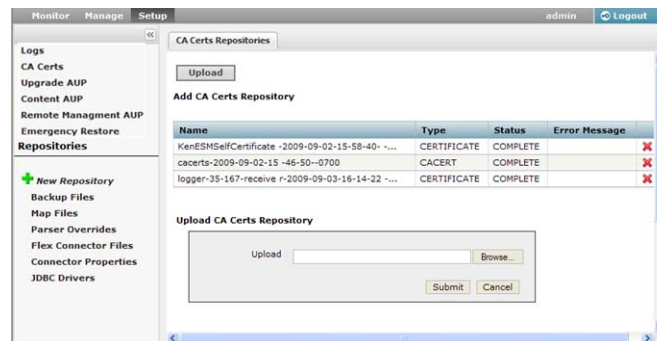 Monitor Manage Setup admin Logout
Logs
CA Certs
Upgrade AUP
Content AUP
Remote Managment AUP
Emergency Restore
Repositories
New Repository
Backup Files
Map Files
Parser Overrides
Flex Connector Files
Connector Properties
JDBC Drivers
CA Certs Repositories
Upload
Add CA Certs Repository
Name Type Status Error Message
KenESMSelfCertificate -2009-09-02-15-58-40- -... CERTIFICATE COMPLETE
cacerts-2009-09-02-15 -46-50--0700 CACERT COMPLETE
logger-35-167-receive r-2009-09-03-16-14-22 -... CERTIFICATE COMPLETE
Upload CA Certs Repository
Upload Browse...
Submit Cancel